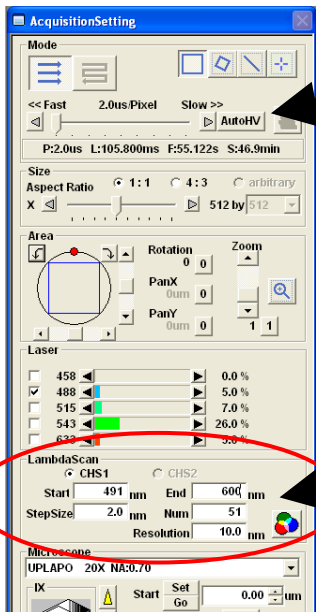 AcquisitionSetting
Mode
<< Fast 2.0us/Pixel Slow >>
AutoHV
P:2.0us L:105.800ms F:55.122s S:46.9min
Size
Aspect Ratio 1:1 4:3 arbitrary
X 512 by 512
Area
Rotation Zoom
0 0
PanX
0um 0
PanY
0um 0 1 1
Laser
458 0.0 %
488 5.0 %
515 7.0 %
543 26.0 %
633 5.0 %
LambdaScan
CHS1 CHS2
Start 491 nm End 600 nm
StepSize 2.0 nm Num 51
Resolution 10.0 nm
Microscope
UPLAPO 20X NA:0.70
IX Start Set 0.00 um
Go